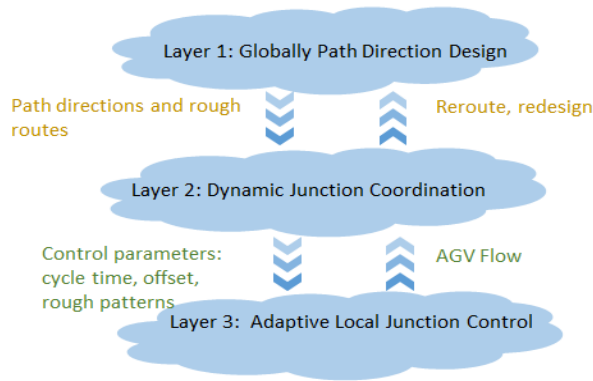 Layer 1: Globally Path Direction Design
Path directions and rough
routes
Reroute, redesign
Layer 2: Dynamic Junction Coordination
Control parameters:
cycle time, offset,
rough patterns
AGV Flow
Layer 3: Adaptive Local Junction Control